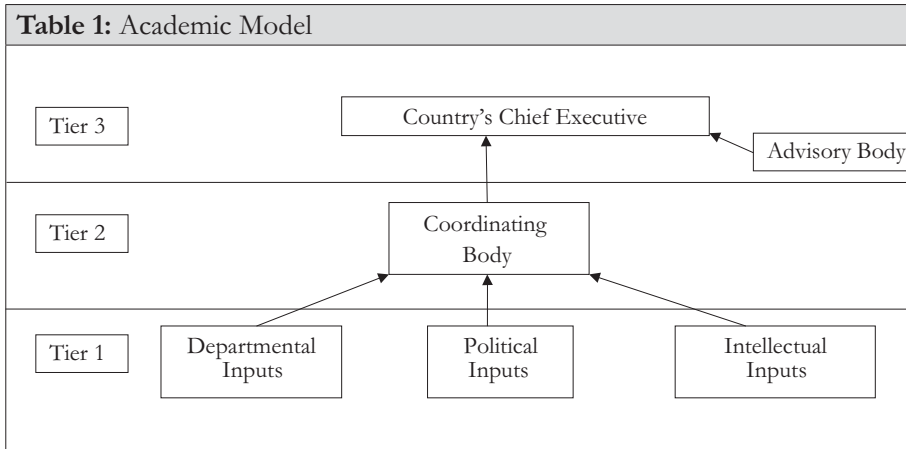 Table 1: Academic Model
Tier 3
Country's Chief Executive
Advisory Body
Tier 2
Coordinating
Body
Tier 1
Departmental
Inputs
Political
Inputs
Intellectual
Inputs